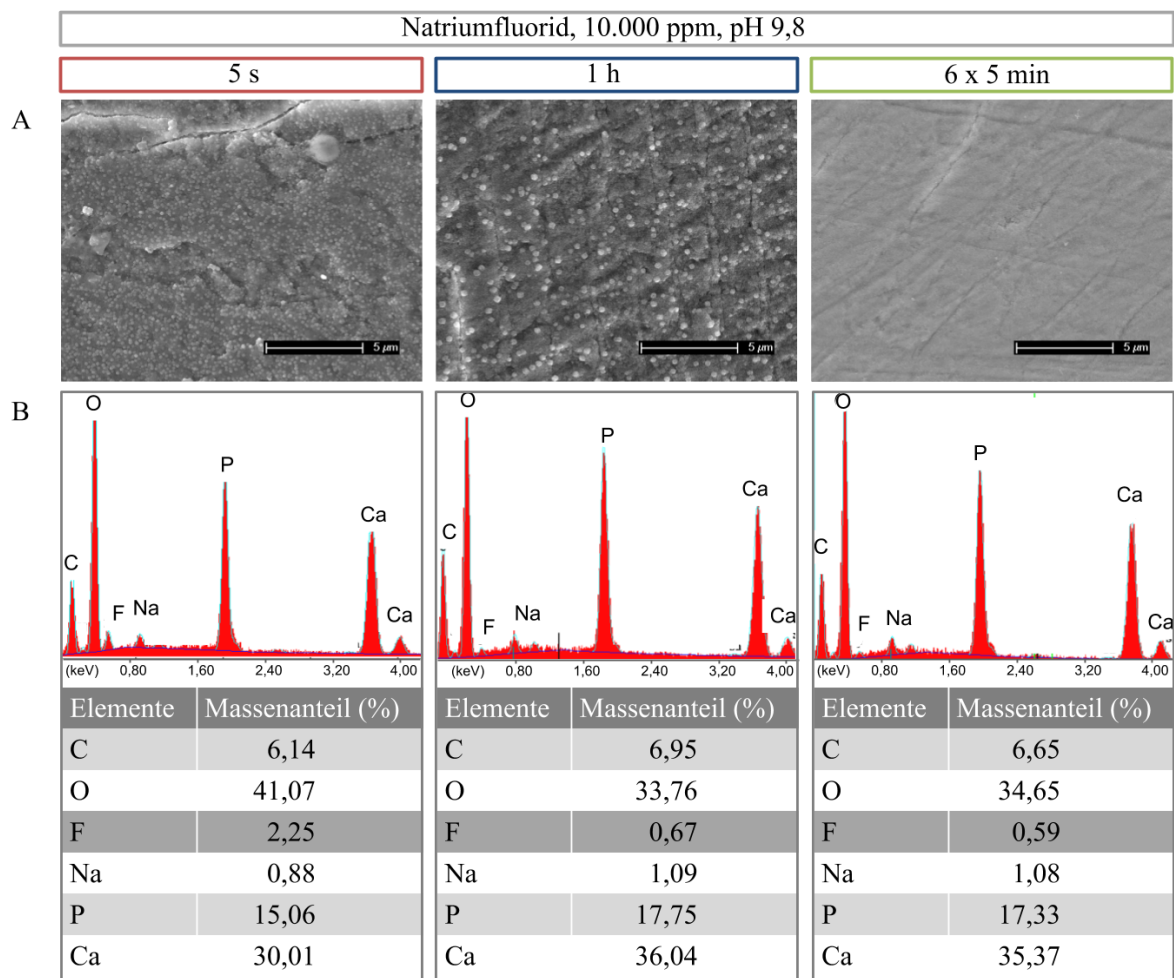 Natriumfluorid, 10.000 ppm, pH 9,8
5 s 1 h 6 x 5 min
A
5 µm 5 µm 5 µm
B
O O O
P P P
Ca Ca Ca
C C C
F Na F Na F Na
Ca Ca Ca
(keV) 0,80 1,60 2,40 3,20 4,00 (keV) 0,80 1,60 2,40 3,20 4,00 (keV) 0,80 1,60 2,40 3,20 4,00
Elemente Massenanteil (%) Elemente Massenanteil (%) Elemente Massenanteil (%)
C 6,14 C 6,95 C 6,65
O 41,07 O 33,76 O 34,65
F 2,25 F 0,67 F 0,59
Na 0,88 Na 1,09 Na 1,08
P 15,06 P 17,75 P 17,33
Ca 30,01 Ca 36,04 Ca 35,37